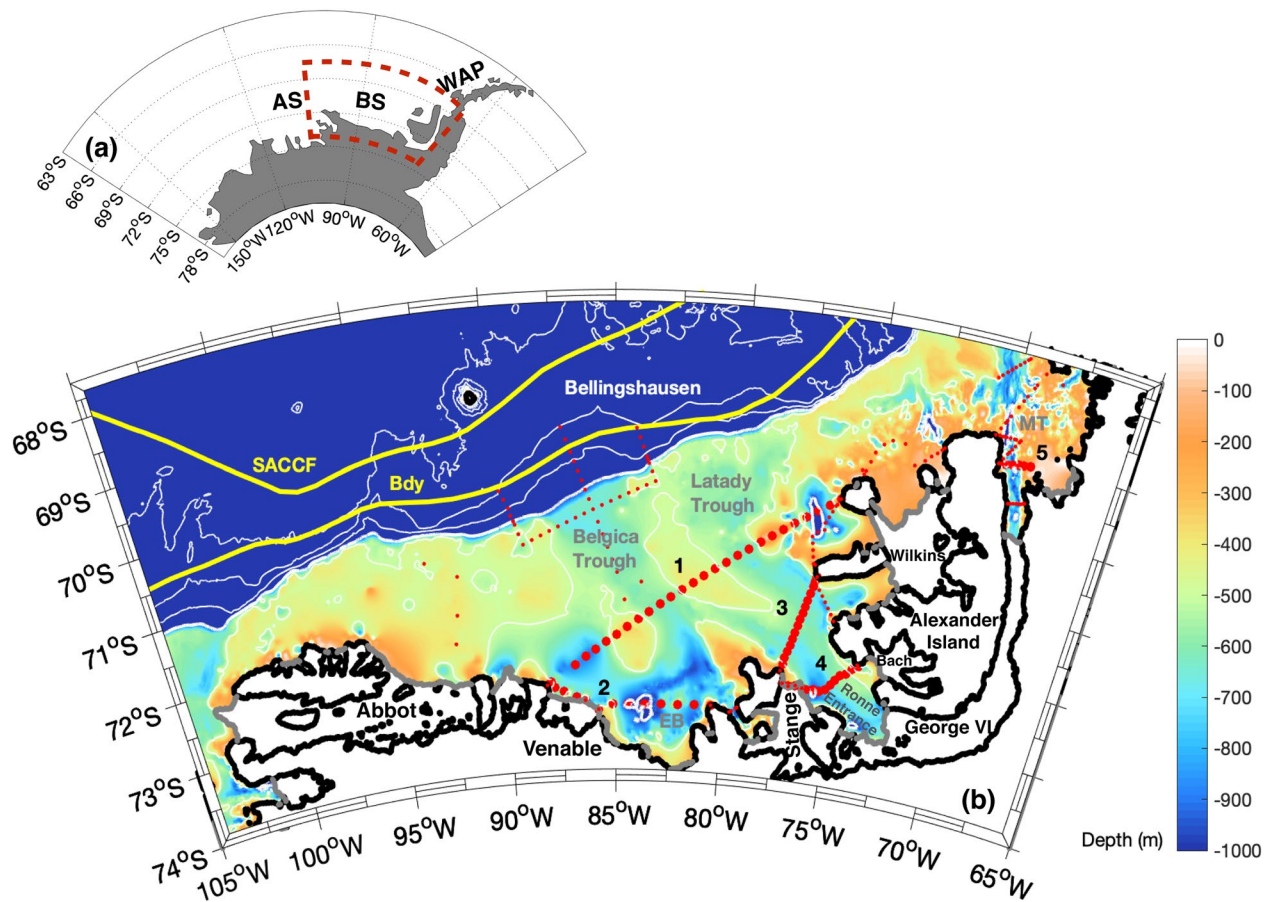 WAP
AS
BS
(a)
63°S
66°S
69°S
72°S
75°S
78°S
150°W
120°W
90°W
60°W
Bellingshausen
SACCF
Bdy
Latady
Trough
Belgica
Trough
MT
5
1
Wilkins
3
Alexander
Island
4
Bach
2
Ronne
Entrance
EB
Abbot
Venable
Stange
George VI
(b)
68°S
69°S
70°S
71°S
72°S
73°S
74°S
105°W
100°W
95°W
90°W
85°W
80°W
75°W
70°W
65°W
Depth (m)
0
-100
-200
-300
-400
-500
-600
-700
-800
-900
-1000